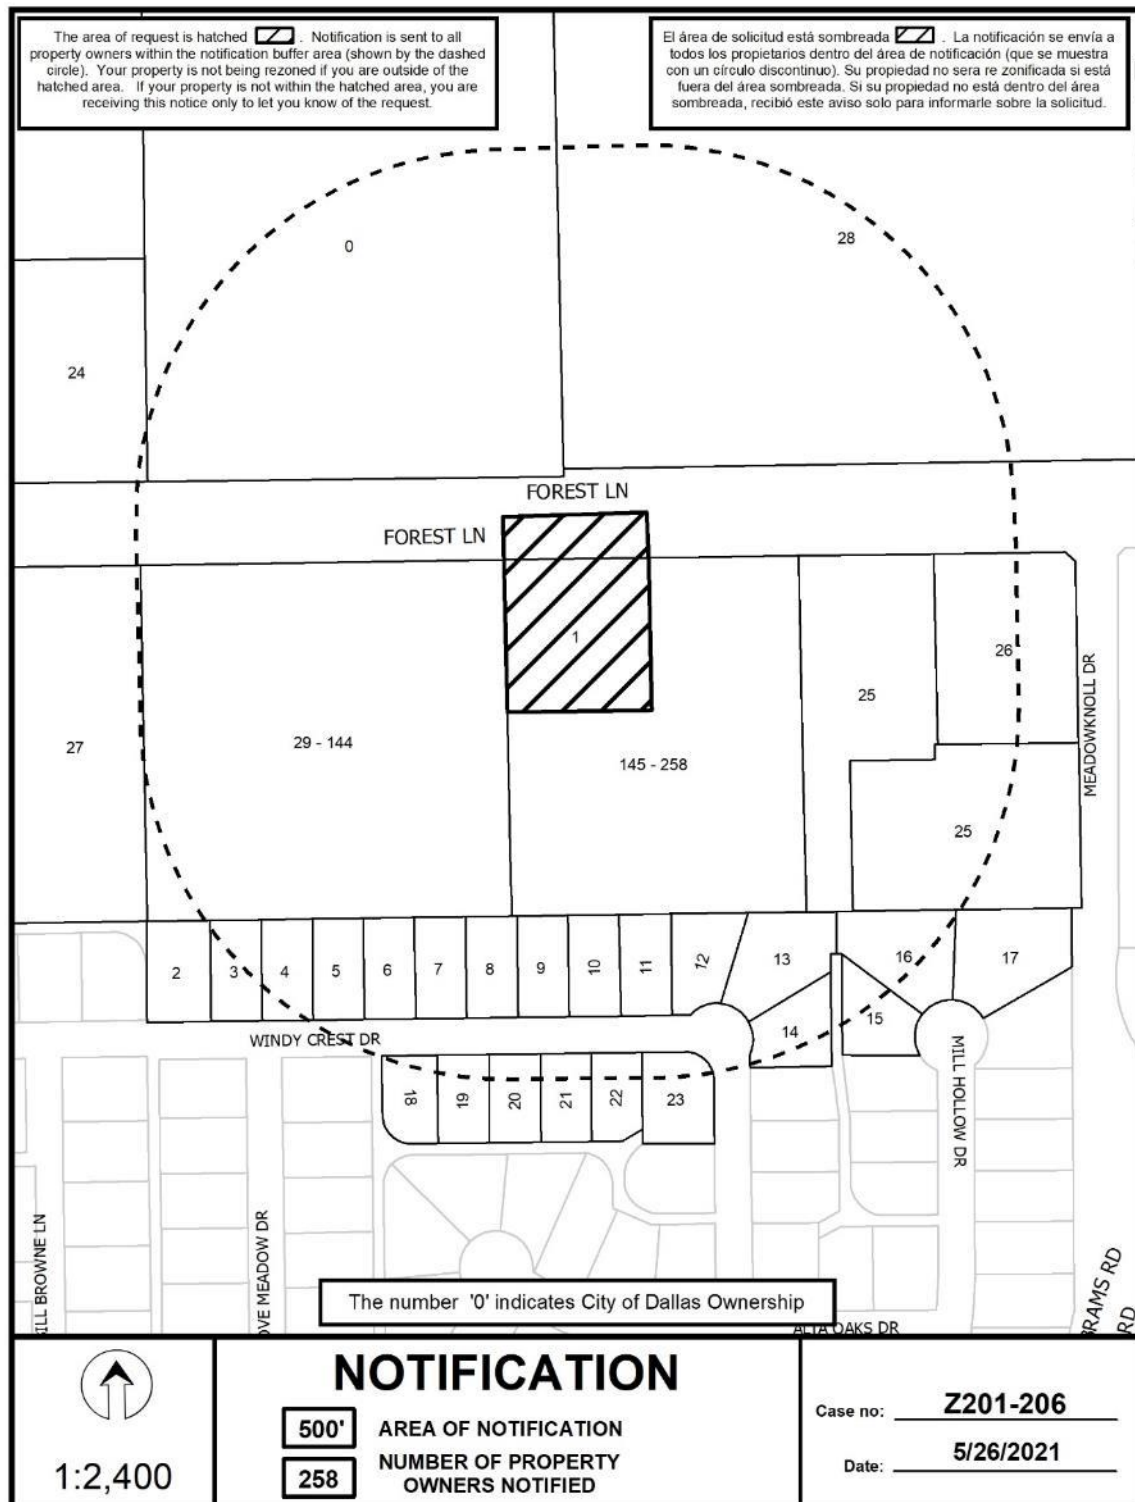 The area of request is hatched . Notification is sent to all
property owners within the notification buffer area (shown by the dashed
circle). Your property is not being rezoned if you are outside of the
hatched area. If your property is not within the hatched area, you are
receiving this notice only to let you know of the request.
El área de solicitud está sombreada . La notificación se envía a
todos los propietarios dentro del área de notificación (que se muestra
con un círculo discontinuo). Su propiedad no sera re zonificada si está
fuera del área sombreada. Si su propiedad no está dentro del área
sombreada, recibió este aviso solo para informarle sobre la solicitud.
0
28
24
FOREST LN
FOREST LN
1
26
25
MEADOWKNOLL DR
27
29 - 144
145 - 258
25
2
3
4
5
6
7
8
9
10
11
12
13
16
17
14
15
WINDY CREST DR
MILL HOLLOW DR
18
19
20
21
22
23
ILL BROWNE LN
OVE MEADOW DR
BRAMS RD
RD
The number '0' indicates City of Dallas Ownership
ALTA OAKS DR
1:2,400
NOTIFICATION
500' AREA OF NOTIFICATION
258 NUMBER OF PROPERTY
OWNERS NOTIFIED
Case no: Z201-206
Date: 5/26/2021